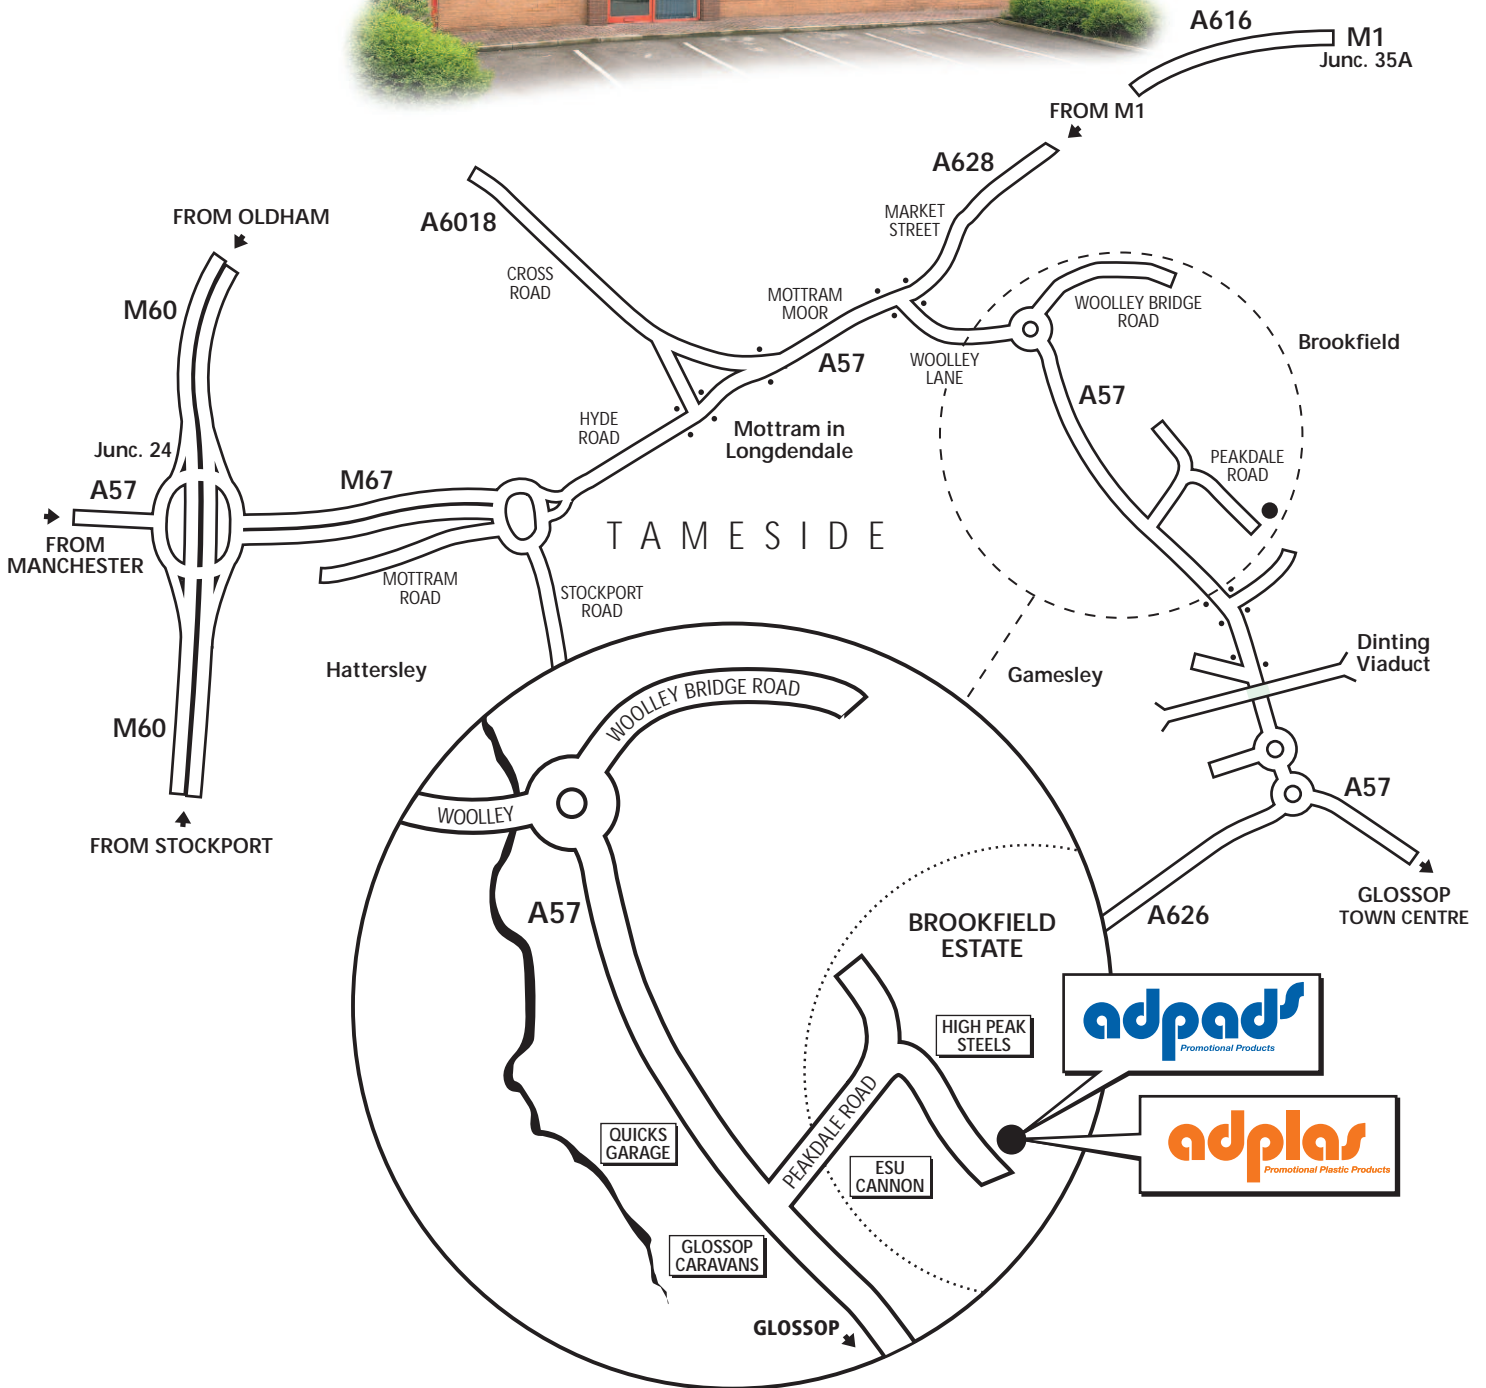 A616
M1
Junc. 35A
FROM M1
A628
MARKET
STREET
FROM OLDHAM
A6018
CROSS
ROAD
M60
MOTTRAM
MOOR
WOOLLEY BRIDGE
ROAD
Brookfield
A57
WOOLLEY
LANE
A57
HYDE
ROAD
Mottram in
Longdendale
PEAKDALE
ROAD
Junc. 24
A57
M67
FROM
MANCHESTER
TAMESIDE
MOTTRAM
ROAD
STOCKPORT
ROAD
Hattersley
Gamesley
Dinting
Viaduct
M60
FROM STOCKPORT
A57
GLOSSOP
TOWN CENTRE
A626
WOOLLEY BRIDGE ROAD
WOOLLEY
A57
BROOKFIELD
ESTATE
HIGH PEAK
STEELS
adpads
Promotional Products
adplas
Promotional Plastic Products
PEAKDALE ROAD
QUICKS
GARAGE
ESU
CANNON
GLOSSOP
CARAVANS
GLOSSOP